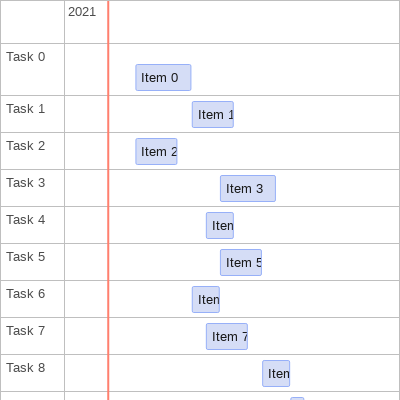 2021
Task 0
Item 0
Task 1
Item 1
Task 2
Item 2
Task 3
Item 3
Task 4
Iten
Task 5
Item 5
Task 6
Iten
Task 7
Item 7
Task 8
Iten